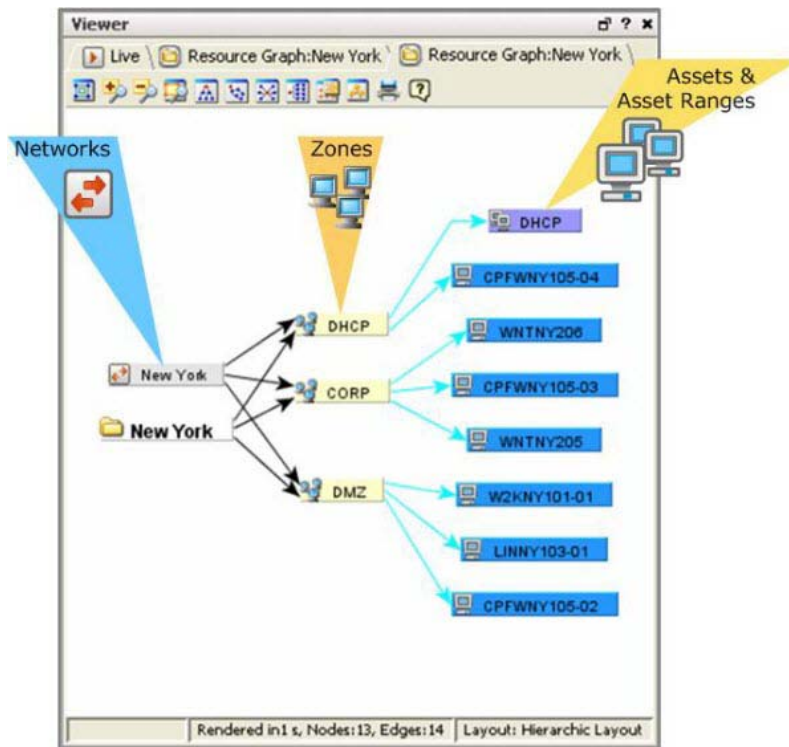 Viewer
Live
Resource Graph:New York
Resource Graph:New York
Assets &
Asset Ranges
Networks
Zones
DHCP
CPFWNY105-04
DHCP
WNTNY206
New York
CORP
CPFWNY105-03
New York
WNTNY205
DMZ
W2KNY101-01
LINNY103-01
CPFWNY105-02
Rendered in1 s, Nodes:13, Edges:14
Layout: Hierarchic Layout